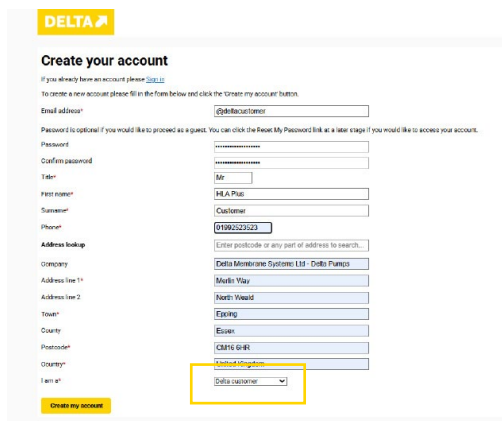 DELTA
Create your account
If you already have an account please Sign in
To create a new account please fill in the form below and click the 'Create my account' button.
Email address* @deltacustomer
Password is optional if you would like to proceed as a guest. You can click the Reset My Password link at a later stage if you would like to access your account.
Password
Confirm password
Title* Mr
First name* HLA Plus
Surname* Customer
Phone* 01992523523
Address lookup Enter postcode or any part of address to search...
Company Delta Membrane Systems Ltd - Delta Pumps
Address line 1* Merlin Way
Address line 2 North Weald
Town* Epping
County Essex
Postcode* CM16 6HR
Country* United Kingdom
I am a* Delta customer
Create my account